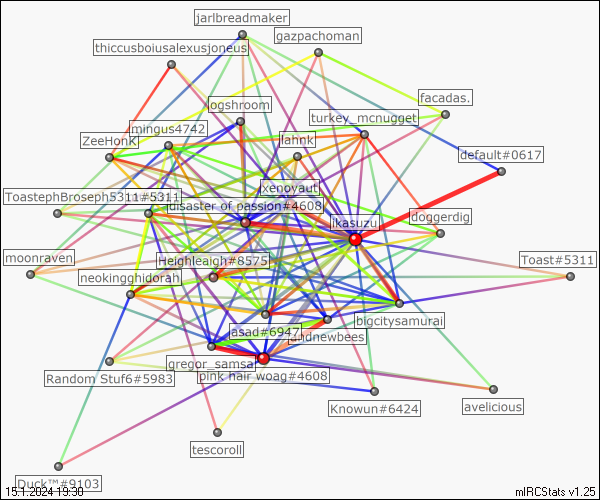 jarlbreadmaker
gazpachoman
thiccusboiusalexusjoneus
facadas.
ogshroom
turkey_mcnugget
mingus4742
ZeeHonK
lahnk
default#0617
xenovaut
ToastephBroseph5311#5311
disaster of passion#4608
ikasuzu
doggerdig
moonraven
Heighleaigh#8575
Toast#5311
neokingghidorah
bigcitysamurai
asad#6947
undnewbees
gregor_samsa
pink hair woag#4608
Random Stuf6#5983
Knowun#6424
avelicious
tescoroll
Duck™#9103
15.1.2024 19:30
mIRCStats v1.25